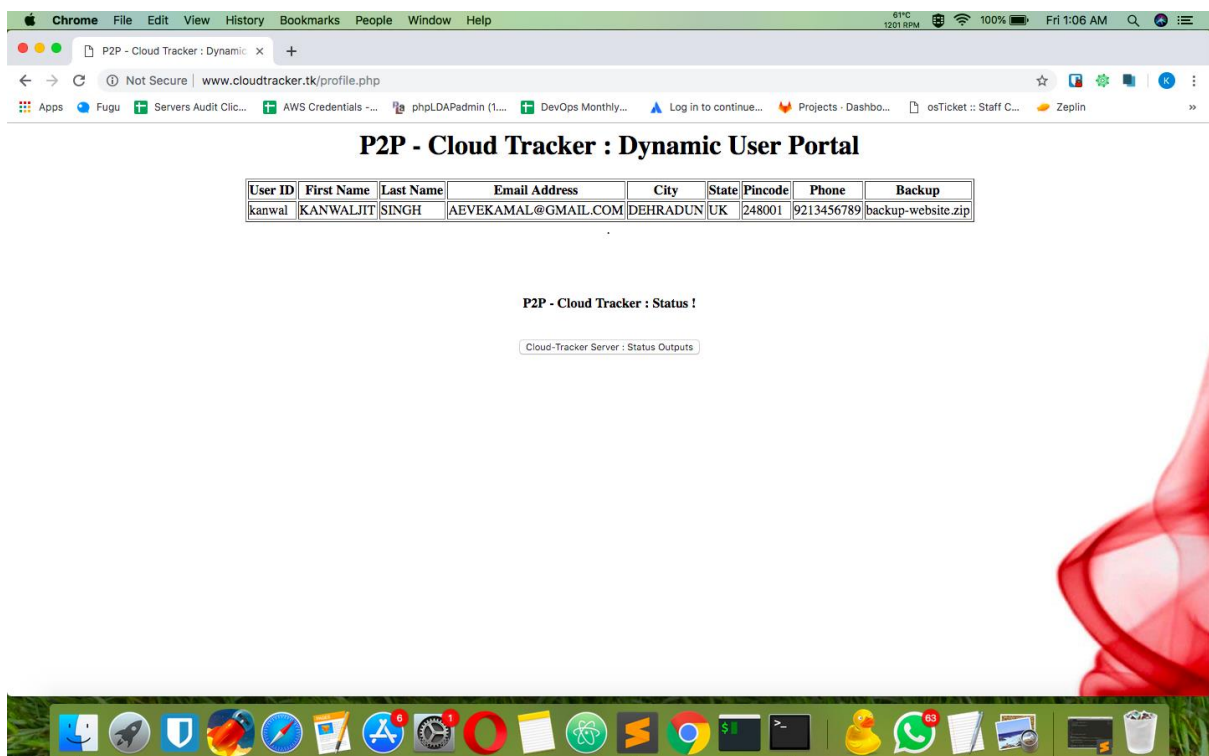 Chrome File Edit View History Bookmarks People Window Help 61°C 1201 RPM 100% Fri 1:06 AM
P2P - Cloud Tracker : Dynamic
Not Secure | www.cloudtracker.tk/profile.php K
Apps Fugu Servers Audit Clic... AWS Credentials -... phpLDAPadmin (1.... DevOps Monthly... Log in to continue... Projects · Dashbo... osTicket :: Staff C... Zeplin »
P2P - Cloud Tracker : Dynamic User Portal
User ID First Name Last Name Email Address City State Pincode Phone Backup
kanwal KANWALJIT SINGH AEVEKAMAL@GMAIL.COM DEHRADUN UK 248001 9213456789 backup-website.zip
.
P2P - Cloud Tracker : Status !
Cloud-Tracker Server : Status Outputs
6 1 $ >_ 63